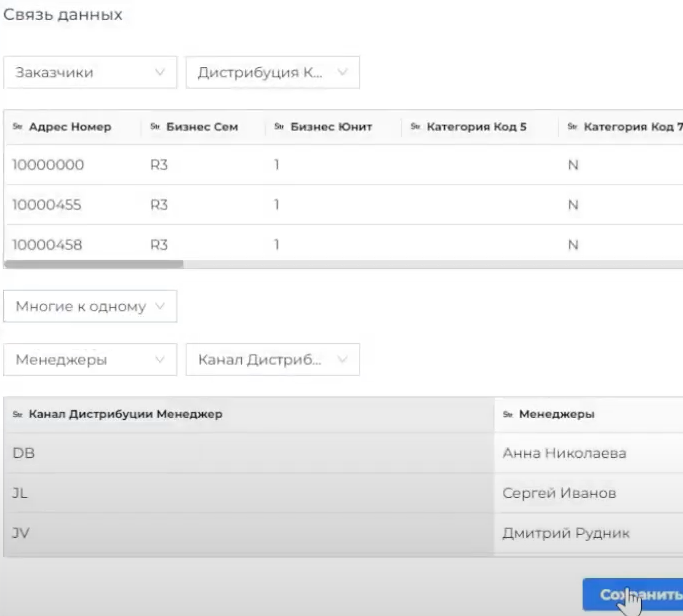 Связь данных
Заказчики Дистрибуция К...
Str Адрес Номер Str Бизнес Сем Str Бизнес Юнит Str Категория Код 5 Str Категория Код 7
10000000 R3 1 N
10000455 R3 1 N
10000458 R3 1 N
Многие к одному
Менеджеры Канал Дистриб...
Str Канал Дистрибуции Менеджер Str Менеджеры
DB Анна Николаева
JL Сергей Иванов
JV Дмитрий Рудник
Сохранить